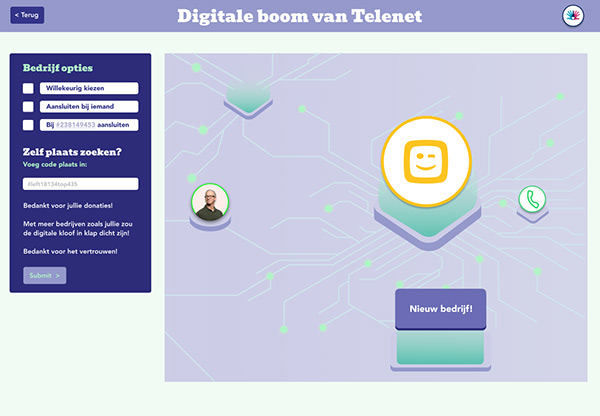 < Terug
Digitale boom van Telenet
Bedrijf opties
Willekeurig kiezen
Aansluiten bij iemand
Bij #238149453 aansluiten
Zelf plaats zoeken?
Voeg code plaats in:
#left18134top435
Bedankt voor jullie donaties!
Met meer bedrijven zoals jullie zou
de digitale kloof in klap dicht zijn!
Bedankt voor het vertrouwen!
Submit >
Nieuw bedrijf!